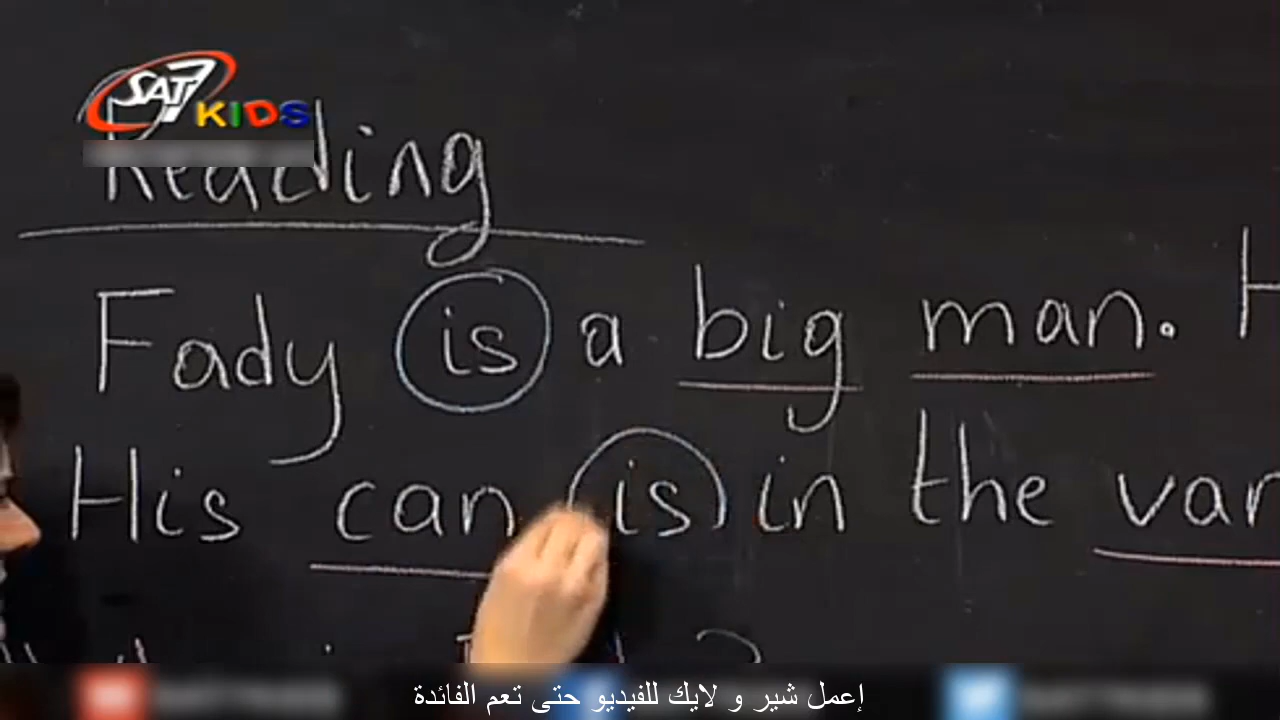 SAT7 KIDS
Reading
Fady is a big man. H
His can is in the van
إعمل شير و لايك للفيديو حتى تعم الفائدة